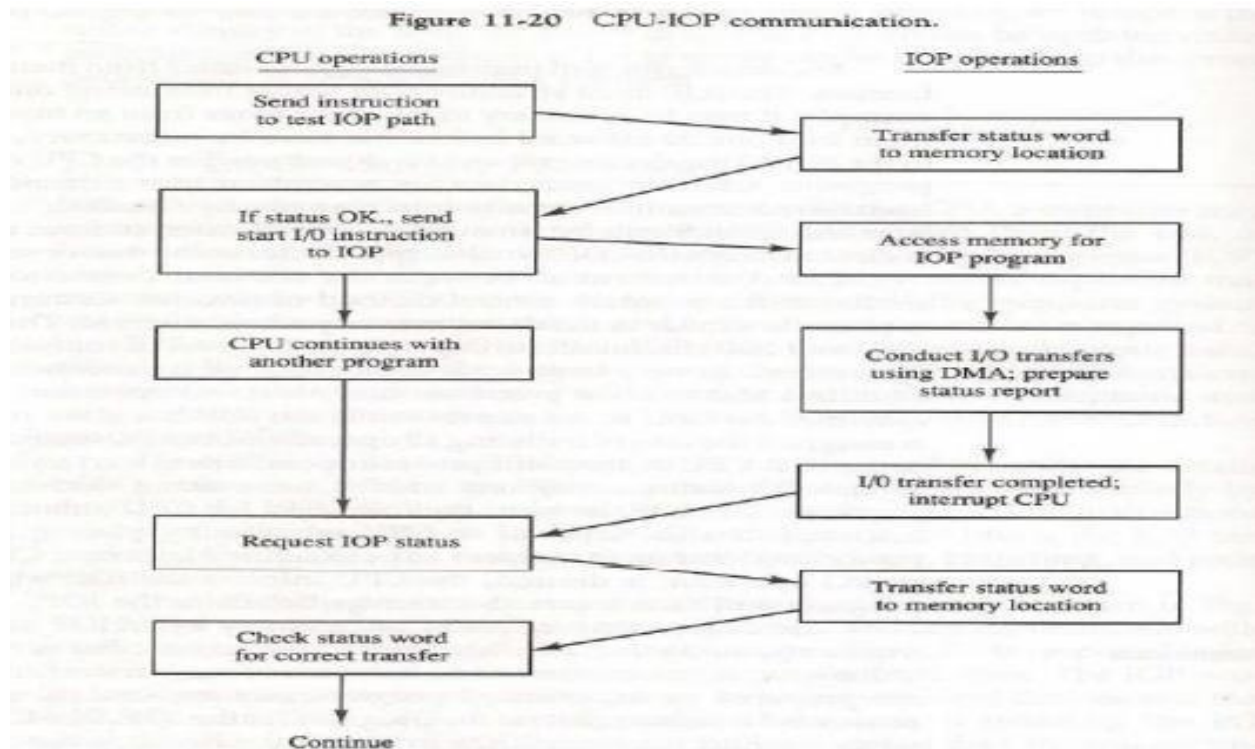 Figure 11-20 CPU-IOP communication.
CPU operations
IOP operations
Send instruction
to test IOP path
Transfer status word
to memory location
If status OK., send
start I/0 instruction
to IOP
Access memory for
IOP program
CPU continues with
another program
Conduct I/O transfers
using DMA; prepare
status report
I/0 transfer completed;
interrupt CPU
Request IOP status
Transfer status word
to memory location
Check status word
for correct transfer
Continue